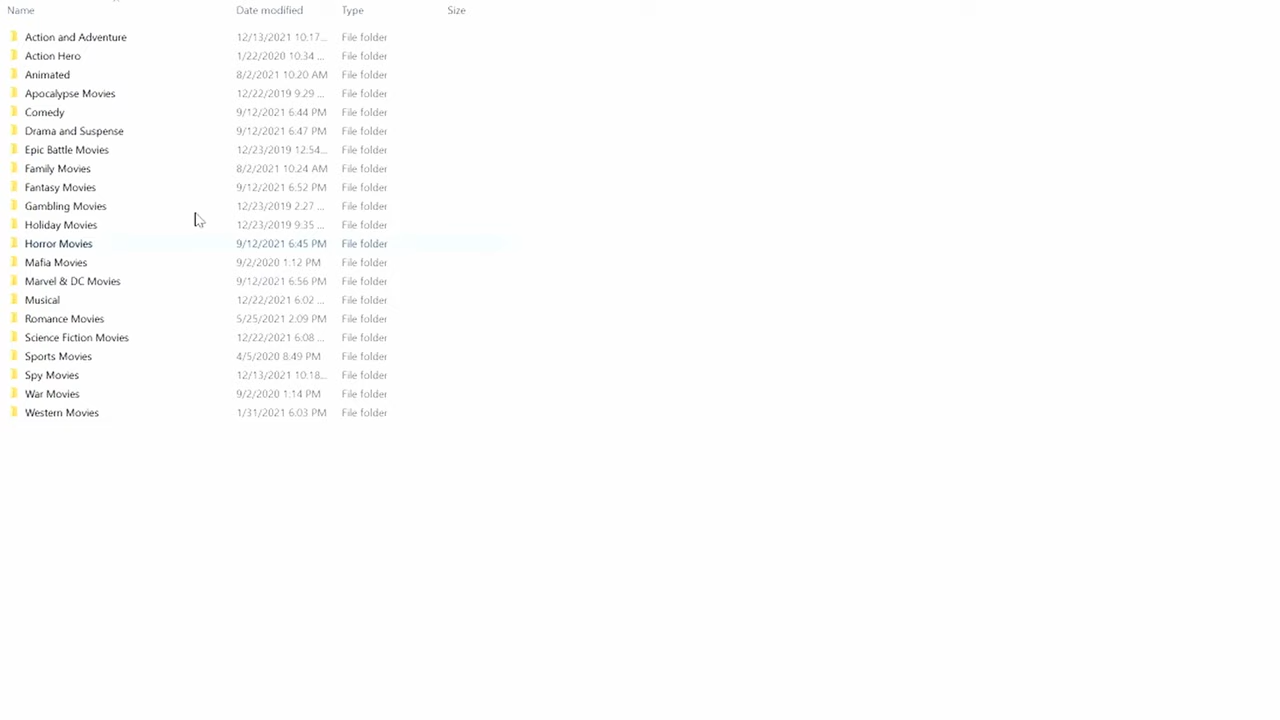 Name Date modified Type Size
Action and Adventure 12/13/2021 10:17... File folder
Action Hero 1/22/2020 10:34 ... File folder
Animated 8/2/2021 10:20 AM File folder
Apocalypse Movies 12/22/2019 9:29 ... File folder
Comedy 9/12/2021 6:44 PM File folder
Drama and Suspense 9/12/2021 6:47 PM File folder
Epic Battle Movies 12/23/2019 12:54... File folder
Family Movies 8/2/2021 10:24 AM File folder
Fantasy Movies 9/12/2021 6:52 PM File folder
Gambling Movies 12/23/2019 2:27 ... File folder
Holiday Movies 12/23/2019 9:35 ... File folder
Horror Movies 9/12/2021 6:45 PM File folder
Mafia Movies 9/2/2020 1:12 PM File folder
Marvel & DC Movies 9/12/2021 6:56 PM File folder
Musical 12/22/2021 6:02 ... File folder
Romance Movies 5/25/2021 2:09 PM File folder
Science Fiction Movies 12/22/2021 6:08 ... File folder
Sports Movies 4/5/2020 8:49 PM File folder
Spy Movies 12/13/2021 10:18... File folder
War Movies 9/2/2020 1:14 PM File folder
Western Movies 1/31/2021 6:03 PM File folder